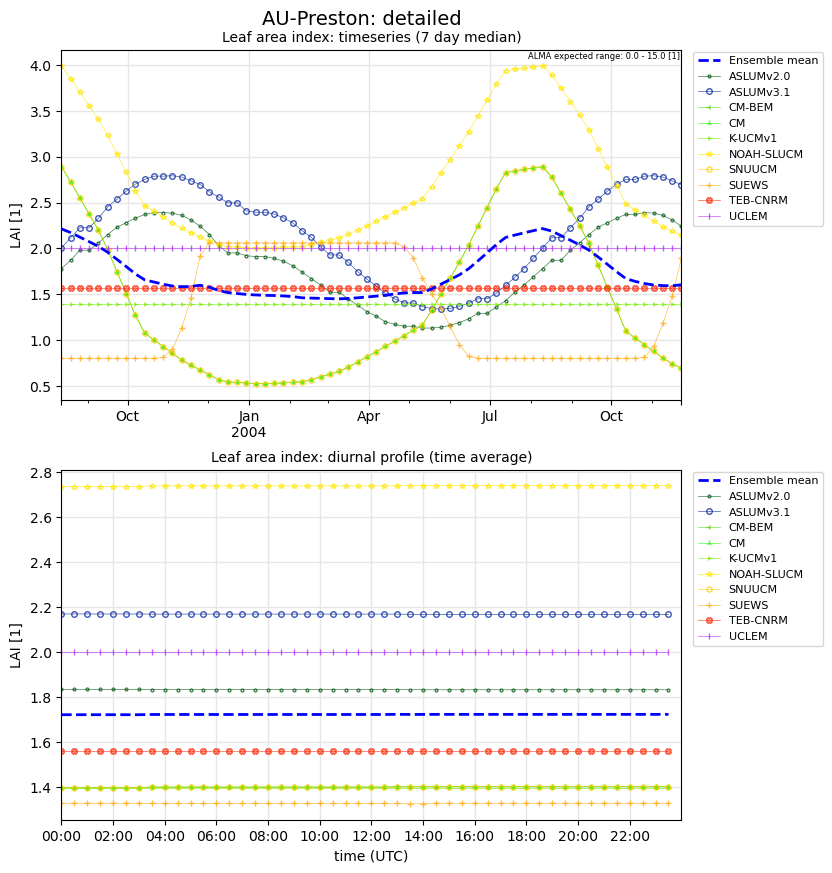 AU-Preston: detailed
Leaf area index: timeseries (7 day median)
ALMA expected range: 0.0 - 15.0 [1]
4.0
3.5
3.0
2.5
2.0
1.5
1.0
0.5
LAI [1]
Oct
Jan
2004
Apr
Jul
Oct
Ensemble mean
ASLUMv2.0
ASLUMv3.1
CM-BEM
CM
K-UCMv1
NOAH-SLUCM
SNUUCM
SUEWS
TEB-CNRM
UCLEM
Leaf area index: diurnal profile (time average)
2.8
2.6
2.4
2.2
2.0
1.8
1.6
1.4
LAI [1]
00:00 02:00 04:00 06:00 08:00 10:00 12:00 14:00 16:00 18:00 20:00 22:00
time (UTC)
Ensemble mean
ASLUMv2.0
ASLUMv3.1
CM-BEM
CM
K-UCMv1
NOAH-SLUCM
SNUUCM
SUEWS
TEB-CNRM
UCLEM